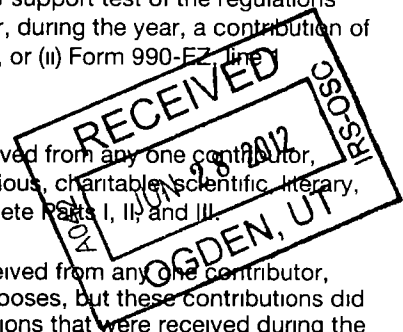 support test of the regulations
r, during the year, a contribution of
, or (ii) Form 990-EZ, line 1
RECEIVED
JUN 28 2012
IRS-OSC
OGDEN, UT
ved from any one contributor,
ious, charitable, scientific, literary,
ete Parts I, II, and III.
eived from any one contributor,
poses, but these contributions did
ions that were received during the